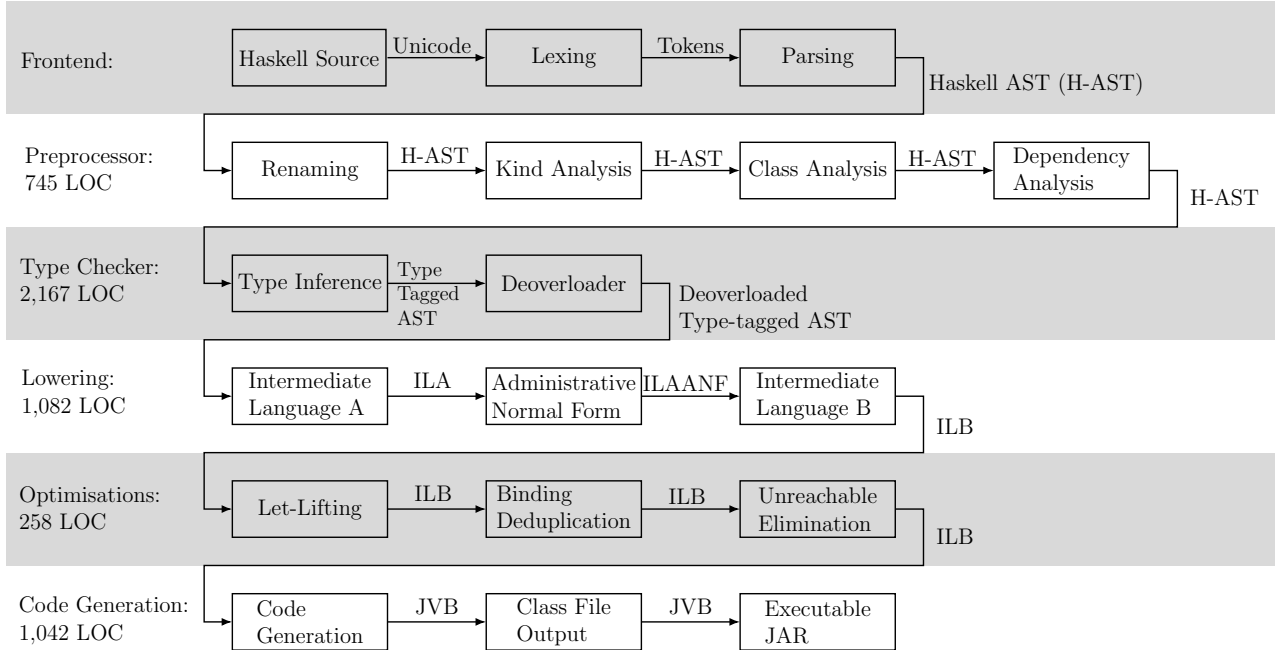 Frontend:
Haskell Source
Unicode
Lexing
Tokens
Parsing
Haskell AST (H-AST)
Preprocessor:
745 LOC
Renaming
H-AST
Kind Analysis
H-AST
Class Analysis
H-AST
Dependency
Analysis
H-AST
Type Checker:
2,167 LOC
Type Inference
Type
Tagged
AST
Deoverloader
Deoverloaded
Type-tagged AST
Lowering:
1,082 LOC
Intermediate
Language A
ILA
Administrative
Normal Form
ILAANF
Intermediate
Language B
ILB
Optimisations:
258 LOC
Let-Lifting
ILB
Binding
Deduplication
ILB
Unreachable
Elimination
ILB
Code Generation:
1,042 LOC
Code
Generation
JVB
Class File
Output
JVB
Executable
JAR